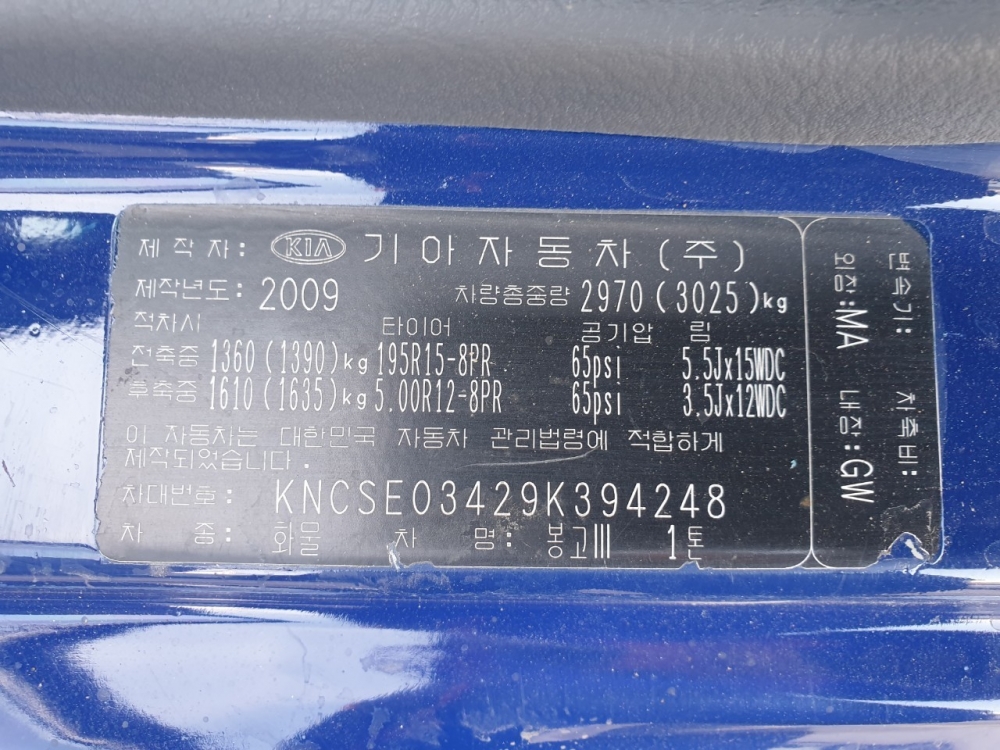 제 작 자: KIA 기 아 자 동 차 (주)
제작년도: 2009 차량총중량 2970 (3025) kg
적차시 타이어 공기압 림
전축중 1360 (1390) kg 195R15-8PR 65psi 5.5Jx15WDC
후축중 1610 (1635) kg 5.00R12-8PR 65psi 3.5Jx12WDC
이 자동차는 대한민국 자동차 관리법령에 적합하게
제작되었습니다.
차대번호: KNCSE03429K394248
차 종: 화물 차 명: 봉고III 1톤
변속기: 차축비:
외장:MA 내장:GW